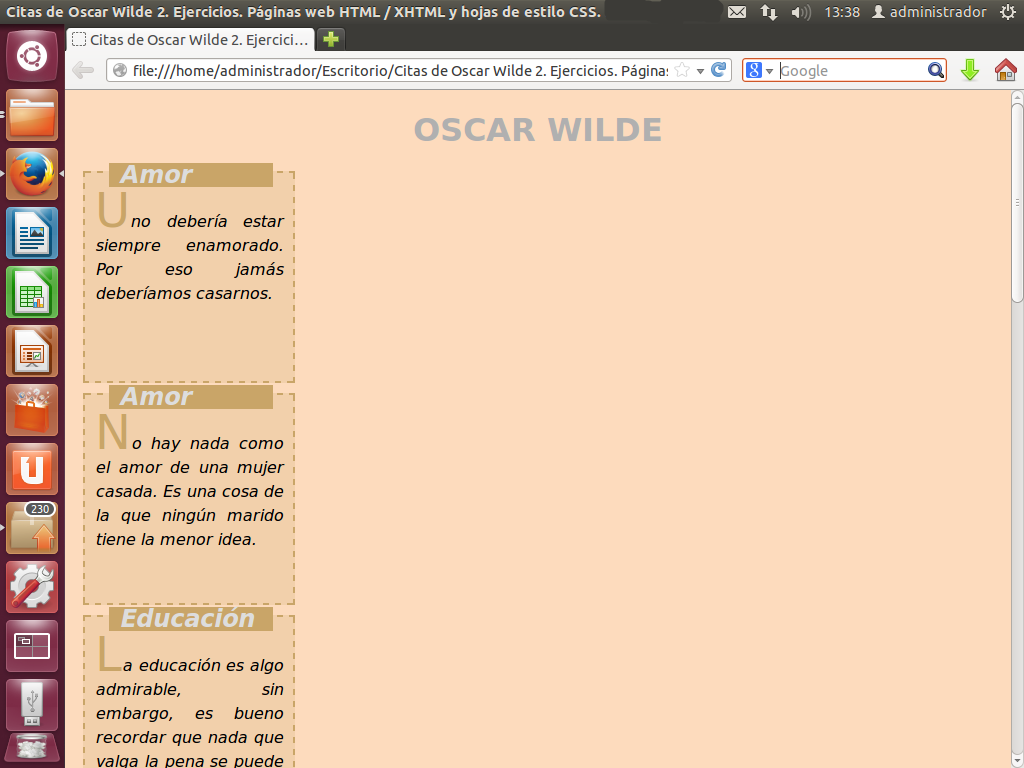 Citas de Oscar Wilde 2. Ejercicios. Páginas web HTML / XHTML y hojas de estilo CSS.
13:38
administrador
Citas de Oscar Wilde 2. Ejercici...
file:///home/administrador/Escritorio/Citas de Oscar Wilde 2. Ejercicios. Página
Google
230
OSCAR WILDE
Amor
Uno debería estar
siempre enamorado.
Por eso jamás
deberíamos casarnos.
Amor
No hay nada como
el amor de una mujer
casada. Es una cosa de
la que ningún marido
tiene la menor idea.
Educación
La educación es algo
admirable, sin
embargo, es bueno
recordar que nada que
valga la pena se puede